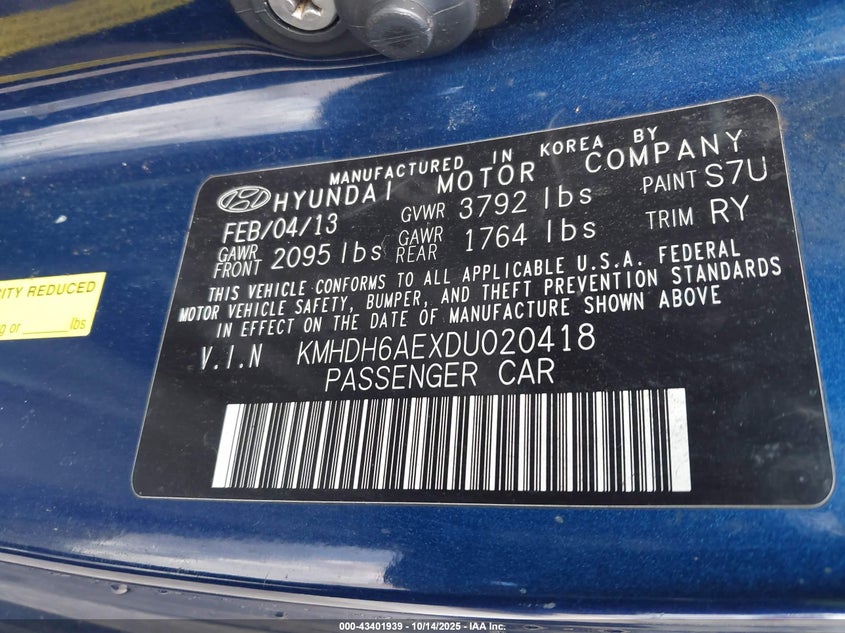 MANUFACTURED IN KOREA BY
HYUNDAI MOTOR COMPANY
FEB/04/13 GVWR 3792 lbs PAINT S7U
GAWR FRONT 2095 lbs GAWR REAR 1764 lbs TRIM RY
THIS VEHICLE CONFORMS TO ALL APPLICABLE U.S.A. FEDERAL
MOTOR VEHICLE SAFETY, BUMPER, AND THEFT PREVENTION STANDARDS
IN EFFECT ON THE DATE OF MANUFACTURE SHOWN ABOVE
V.I.N KMHDH6AEXDU020418
PASSENGER CAR
REDUCED
or ______lbs
000-43401939 - 10/14/2025 - IAA Inc.